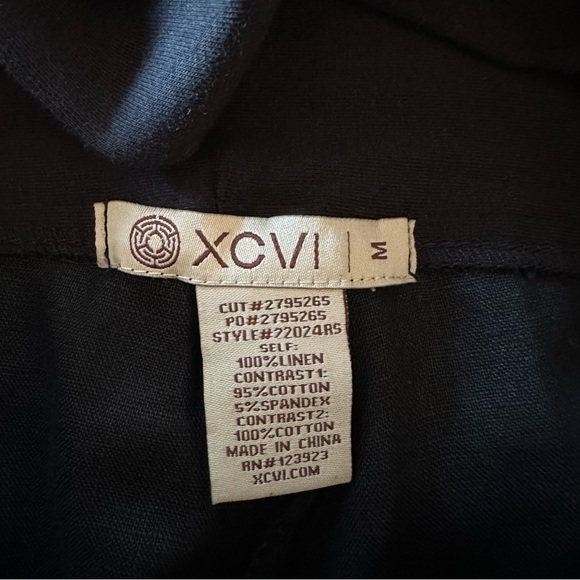 XCVI M
CUT#2795265
PO#2795265
STYLE#22024RS
SELF:
100%LINEN
CONTRAST1:
95%COTTON
5%SPANDEX
CONTRAST2:
100%COTTON
MADE IN CHINA
RN#123923
XCVI.COM